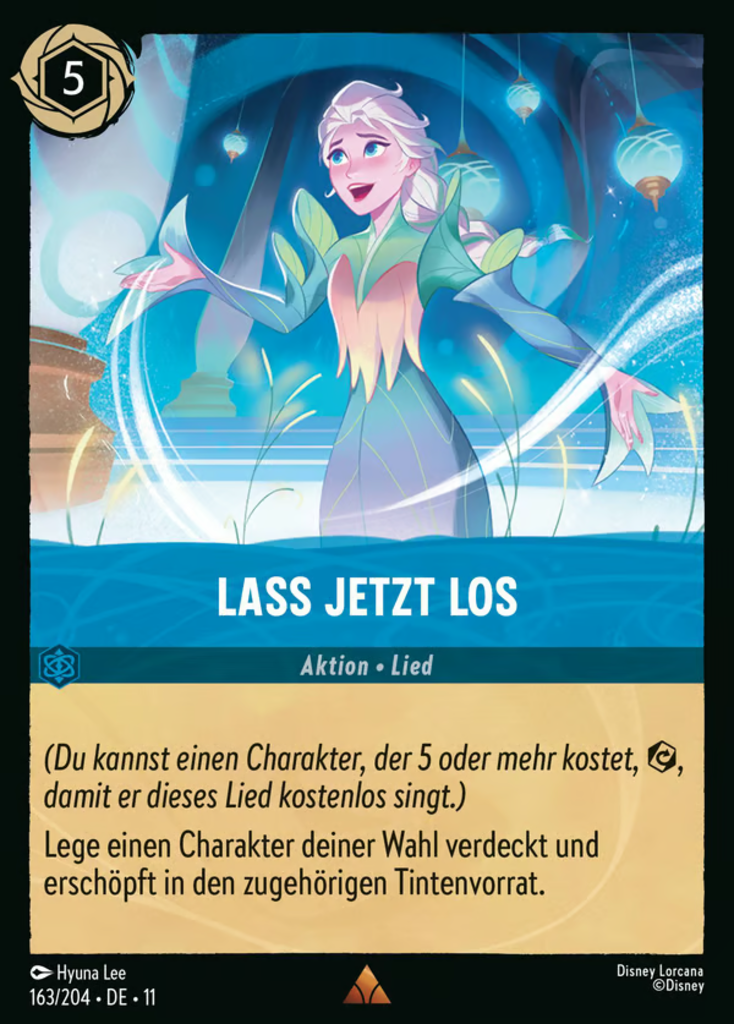 5
LASS JETZT LOS
Aktion • Lied
(Du kannst einen Charakter, der 5 oder mehr kostet, ,
damit er dieses Lied kostenlos singt.)
Lege einen Charakter deiner Wahl verdeckt und
erschöpft in den zugehörigen Tintenvorrat.
Hyuna Lee
163/204 • DE • 11
Disney Lorcana
©Disney